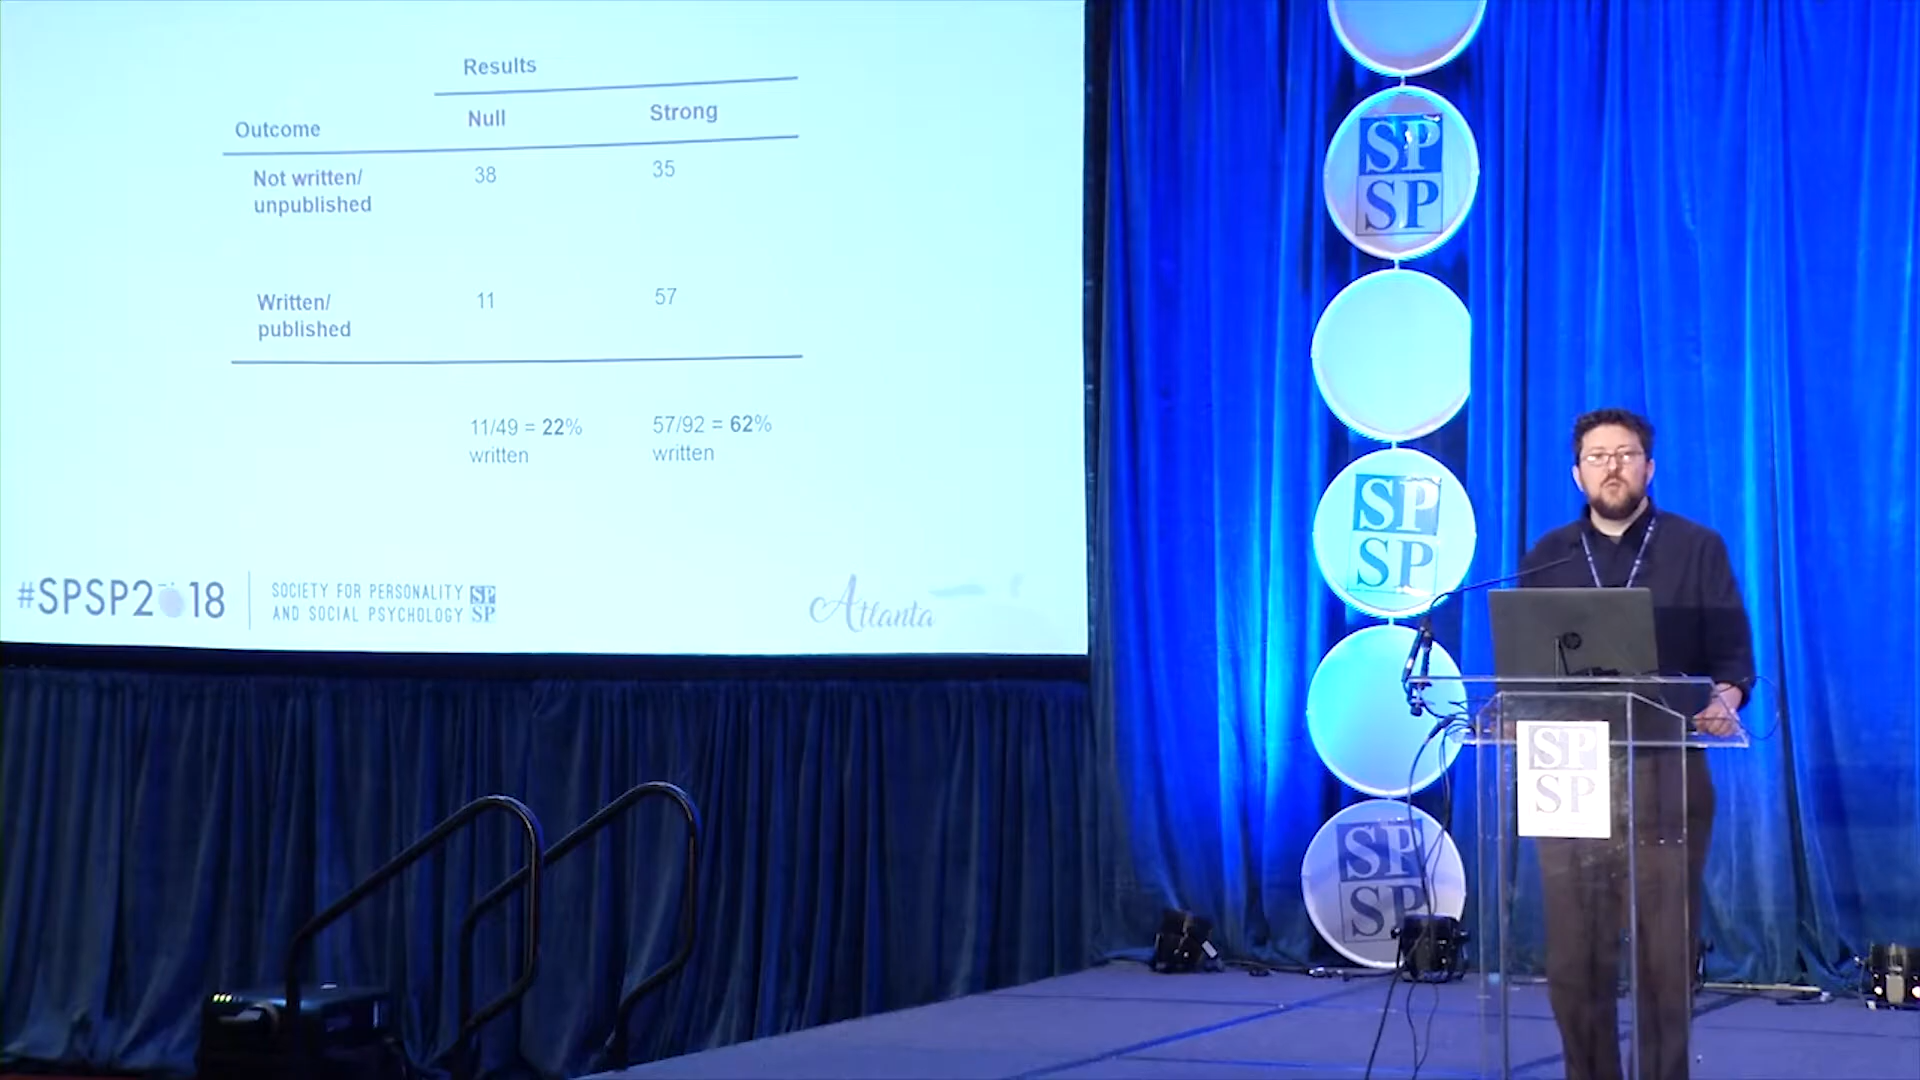 Results
Outcome Null Strong
Not written/ 38 35
unpublished
Written/ 11 57
published
11/49 = 22% 57/92 = 62%
written written
#SPSP2018
SOCIETY FOR PERSONALITY SP
AND SOCIAL PSYCHOLOGY SP
Atlanta
SP
SP
SP
SP
SP
SP
SP
SP
hp